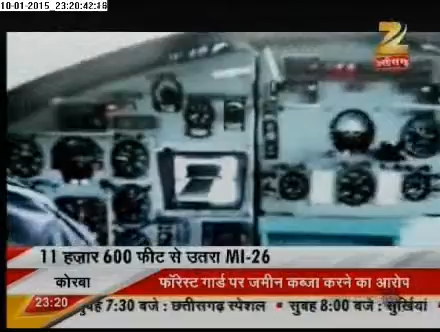 10-01-2015 23:20:42:18
Z
छत्तीसगढ़
11 हज़ार 600 फीट से उतरा MI-26
कोरबा
फॉरेस्ट गार्ड पर जमीन कब्जा करने का आरोप
23:20
सुबह 7:30 बजे : छत्तीसगढ़ स्पेशल • सुबह 8:00 बजे : सुर्खियां •